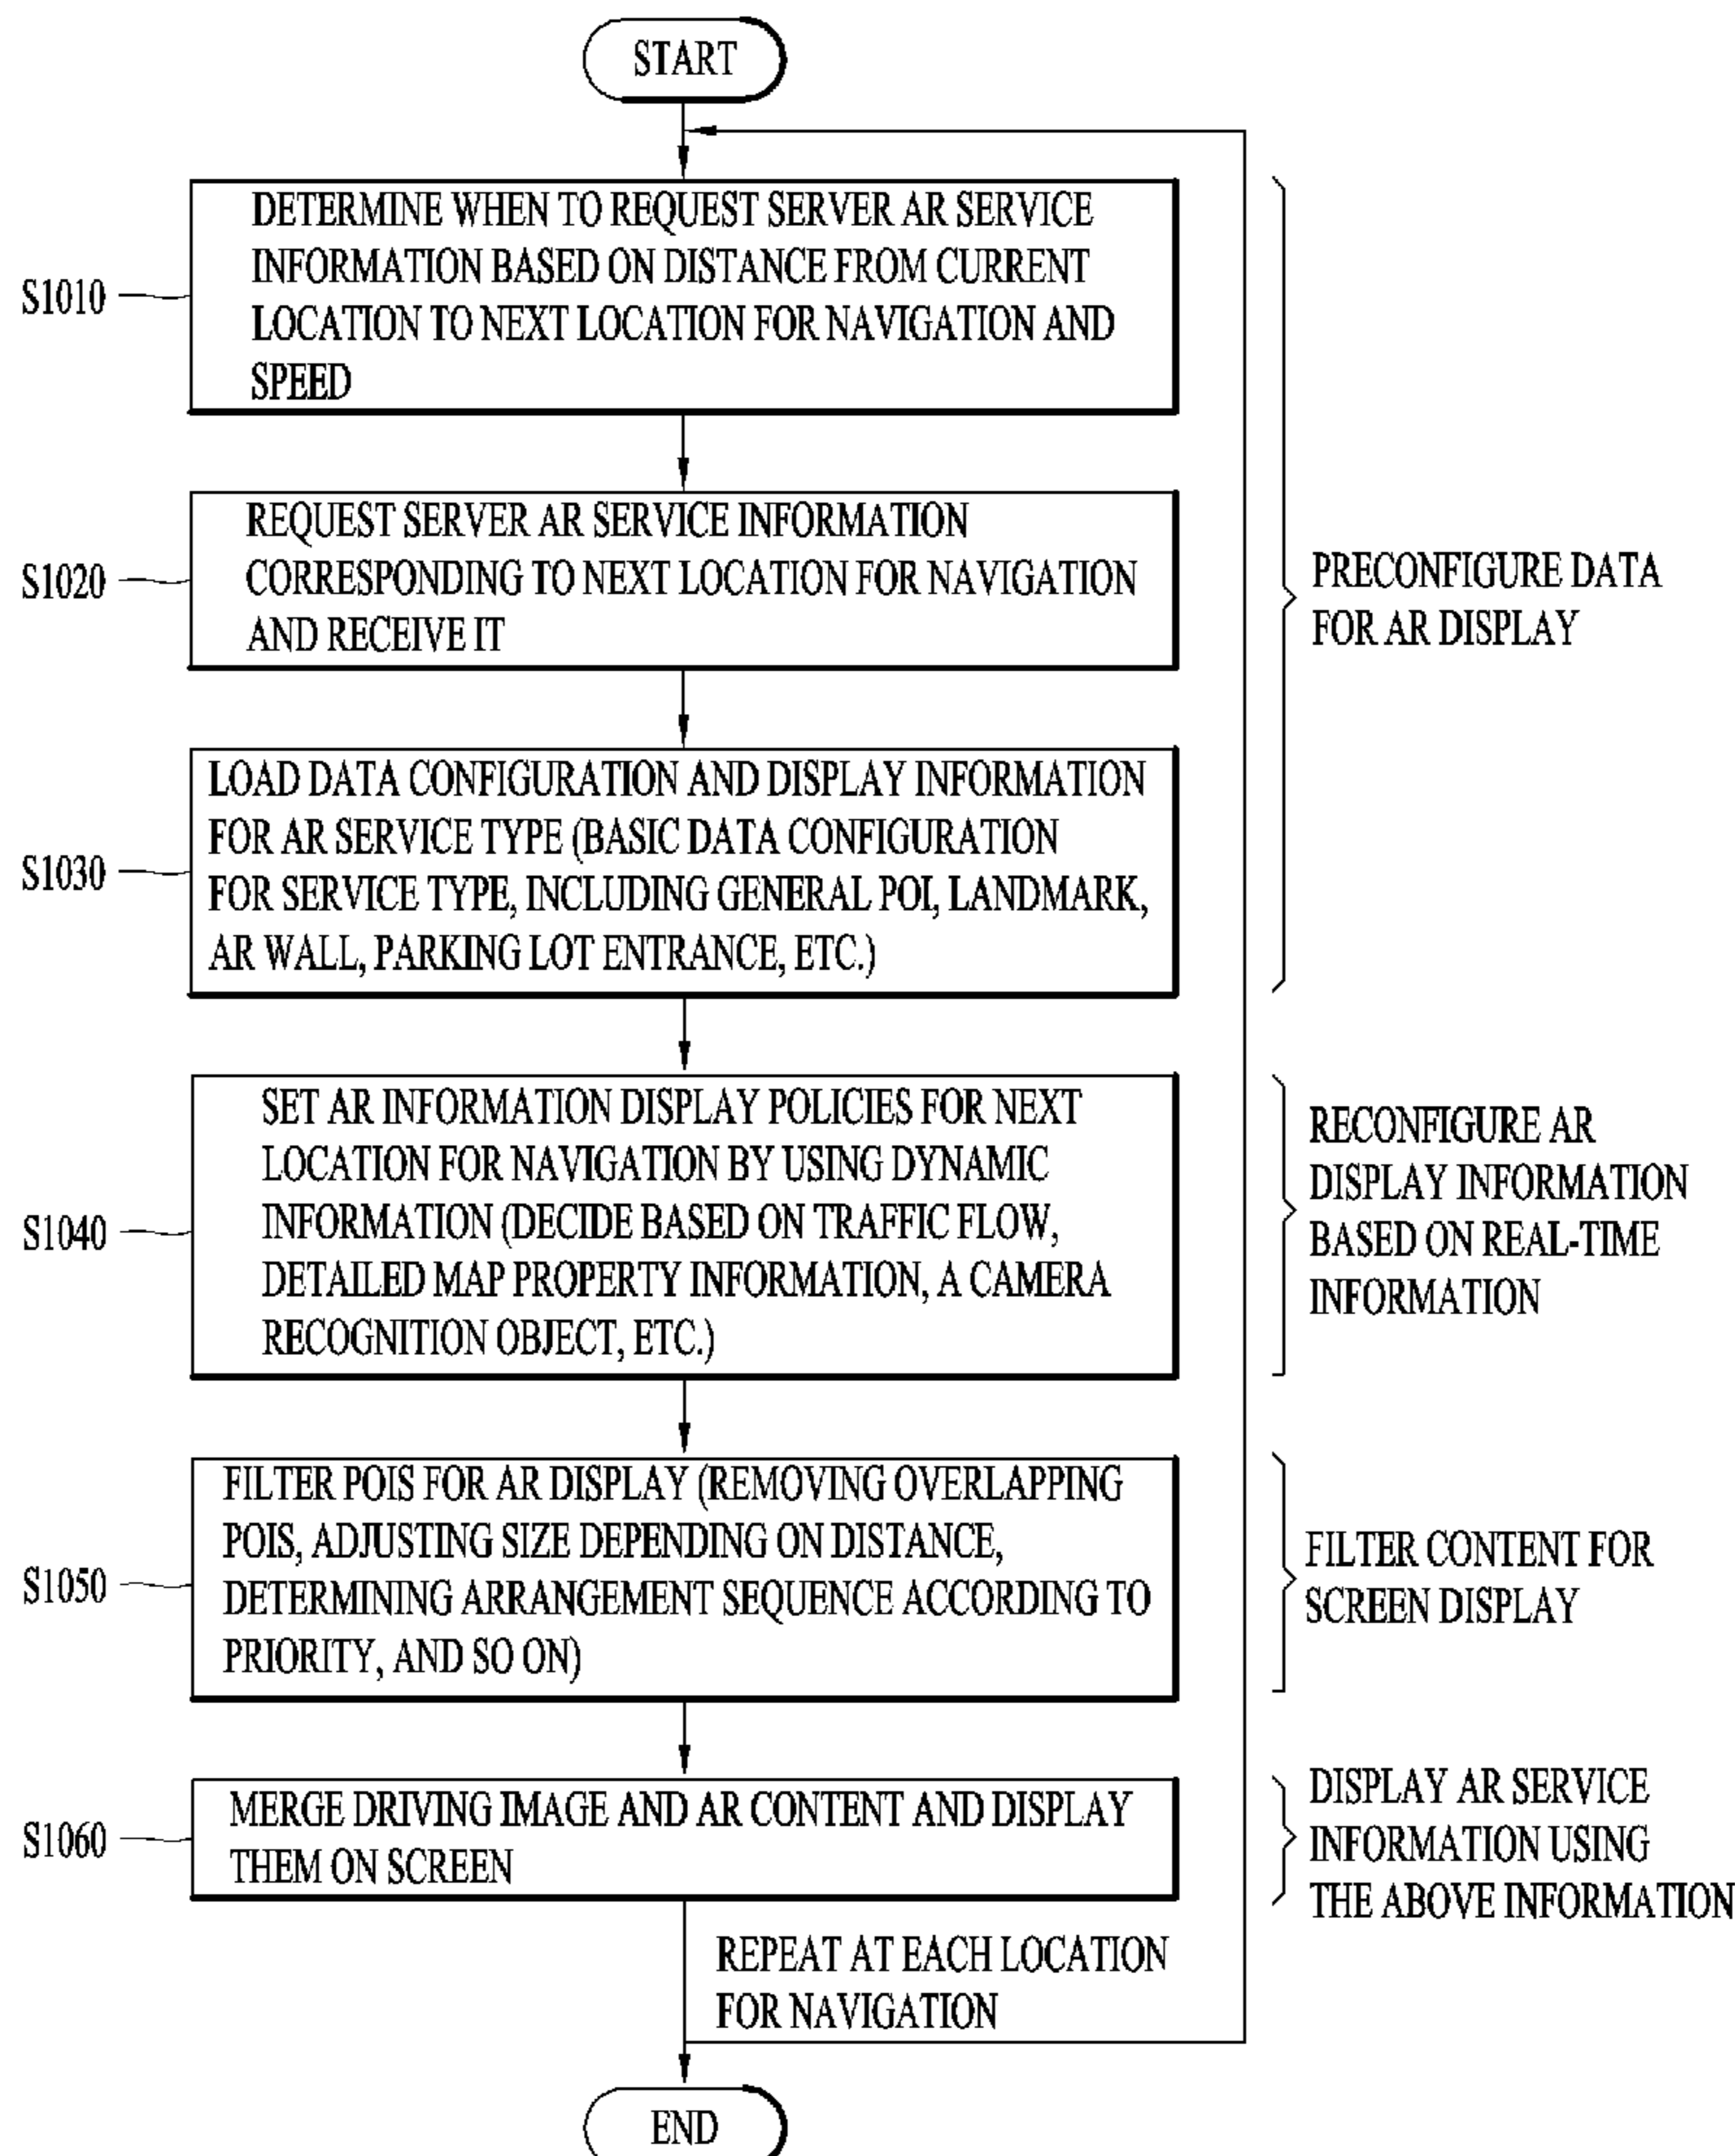 START
S1010
DETERMINE WHEN TO REQUEST SERVER AR SERVICE
INFORMATION BASED ON DISTANCE FROM CURRENT
LOCATION TO NEXT LOCATION FOR NAVIGATION AND
SPEED
S1020
REQUEST SERVER AR SERVICE INFORMATION
CORRESPONDING TO NEXT LOCATION FOR NAVIGATION
AND RECEIVE IT
S1030
LOAD DATA CONFIGURATION AND DISPLAY INFORMATION
FOR AR SERVICE TYPE (BASIC DATA CONFIGURATION
FOR SERVICE TYPE, INCLUDING GENERAL POI, LANDMARK,
AR WALL, PARKING LOT ENTRANCE, ETC.)
PRECONFIGURE DATA
FOR AR DISPLAY
S1040
SET AR INFORMATION DISPLAY POLICIES FOR NEXT
LOCATION FOR NAVIGATION BY USING DYNAMIC
INFORMATION (DECIDE BASED ON TRAFFIC FLOW,
DETAILED MAP PROPERTY INFORMATION, A CAMERA
RECOGNITION OBJECT, ETC.)
RECONFIGURE AR
DISPLAY INFORMATION
BASED ON REAL-TIME
INFORMATION
S1050
FILTER POIS FOR AR DISPLAY (REMOVING OVERLAPPING
POIS, ADJUSTING SIZE DEPENDING ON DISTANCE,
DETERMINING ARRANGEMENT SEQUENCE ACCORDING TO
PRIORITY, AND SO ON)
FILTER CONTENT FOR
SCREEN DISPLAY
S1060
MERGE DRIVING IMAGE AND AR CONTENT AND DISPLAY
THEM ON SCREEN
DISPLAY AR SERVICE
INFORMATION USING
THE ABOVE INFORMATION
REPEAT AT EACH LOCATION
FOR NAVIGATION
END